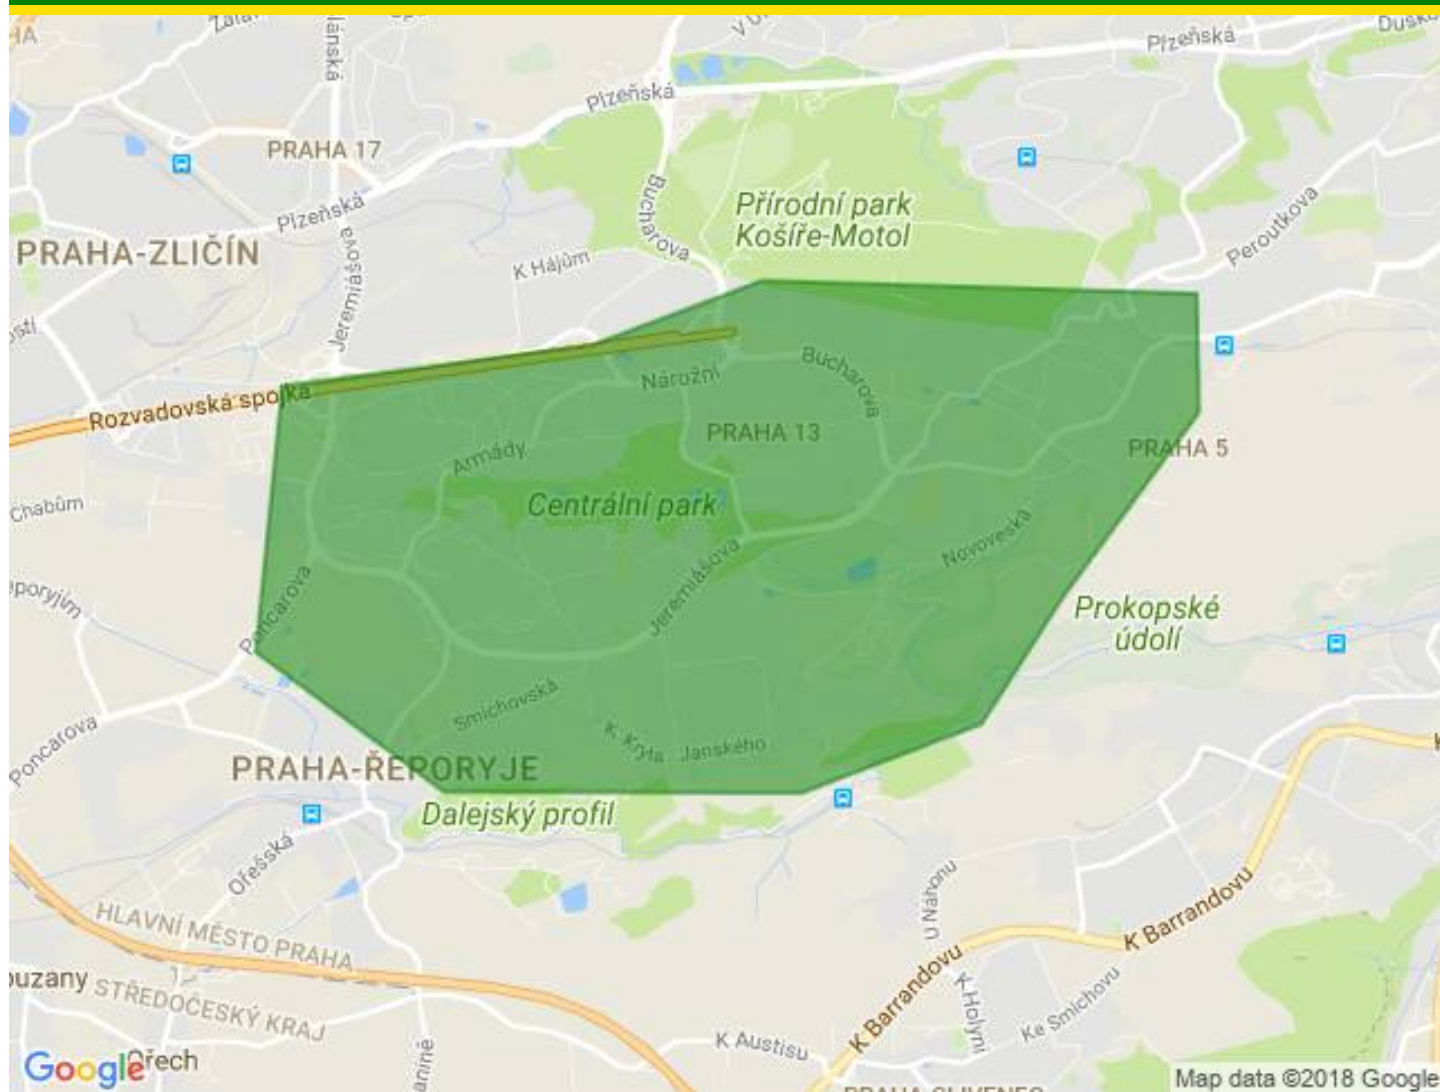 Plzeňská
Plzeňská
PRAHA 17
Plzeňská
Bucharova
Přírodní park
Košíře-Motol
Peroutkova
PRAHA-ZLIČÍN
K Hájům
Jeremiášova
Rozvadovská spojka
Nárožní
Bucharova
PRAHA 13
Armády
PRAHA 5
Centrální park
Chabům
Novoveská
Jeremiášova
Poncarova
Prokopské
údolí
Smíchovská
K. Kryla
Janského
Poncarova
PRAHA-ŘEPORYJE
Dalejský profil
Ořešská
U Náhonu
K Barrandovu
HLAVNÍ MĚSTO PRAHA
K Barrandovu
STŘEDOČESKÝ KRAJ
K Holyni
Ke Smíchovu
K Austisu
Google
Map data ©2018 Google